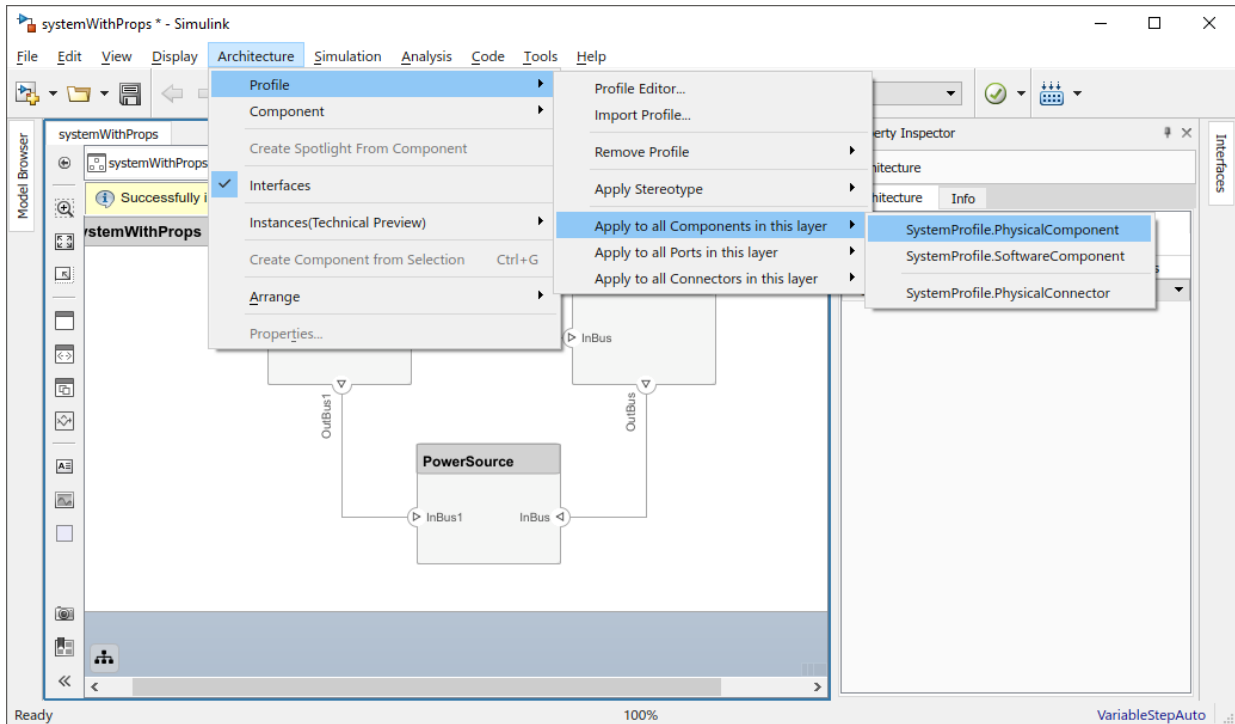 systemWithProps * - Simulink
File Edit View Display Architecture Simulation Analysis Code Tools Help
Profile
Component
Create Spotlight From Component
Interfaces
Instances(Technical Preview)
Create Component from Selection Ctrl+G
Arrange
Properties...
Profile Editor...
Import Profile...
Remove Profile
Apply Stereotype
Apply to all Components in this layer
Apply to all Ports in this layer
Apply to all Connectors in this layer
SystemProfile.PhysicalComponent
SystemProfile.SoftwareComponent
SystemProfile.PhysicalConnector
Model Browser
systemWithProps
systemWithProps
Successfully i
ystemWithProps
erty Inspector
hitecture
hitecture Info
s
Interfaces
InBus
OutBus1
OutBus
PowerSource
InBus1 InBus
Ready 100% VariableStepAuto